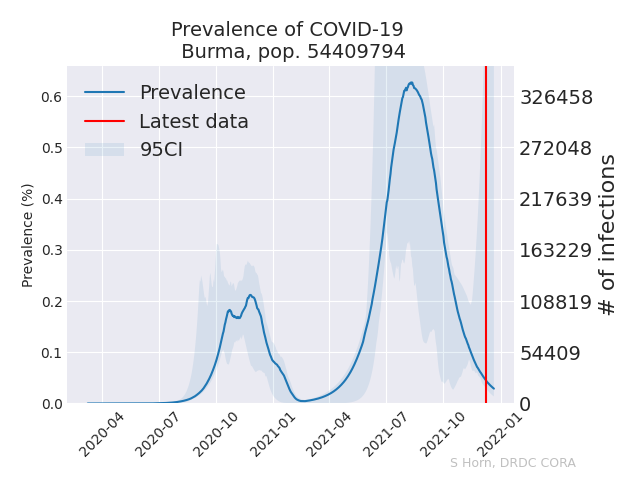 Prevalence of COVID-19
Burma, pop. 54409794
Prevalence
Latest data
95CI
Prevalence (%)
0.6
0.5
0.4
0.3
0.2
0.1
0.0
326458
272048
217639
163229
108819
54409
0
# of infections
2020-04
2020-07
2020-10
2021-01
2021-04
2021-07
2021-10
2022-01
S Horn, DRDC CORA